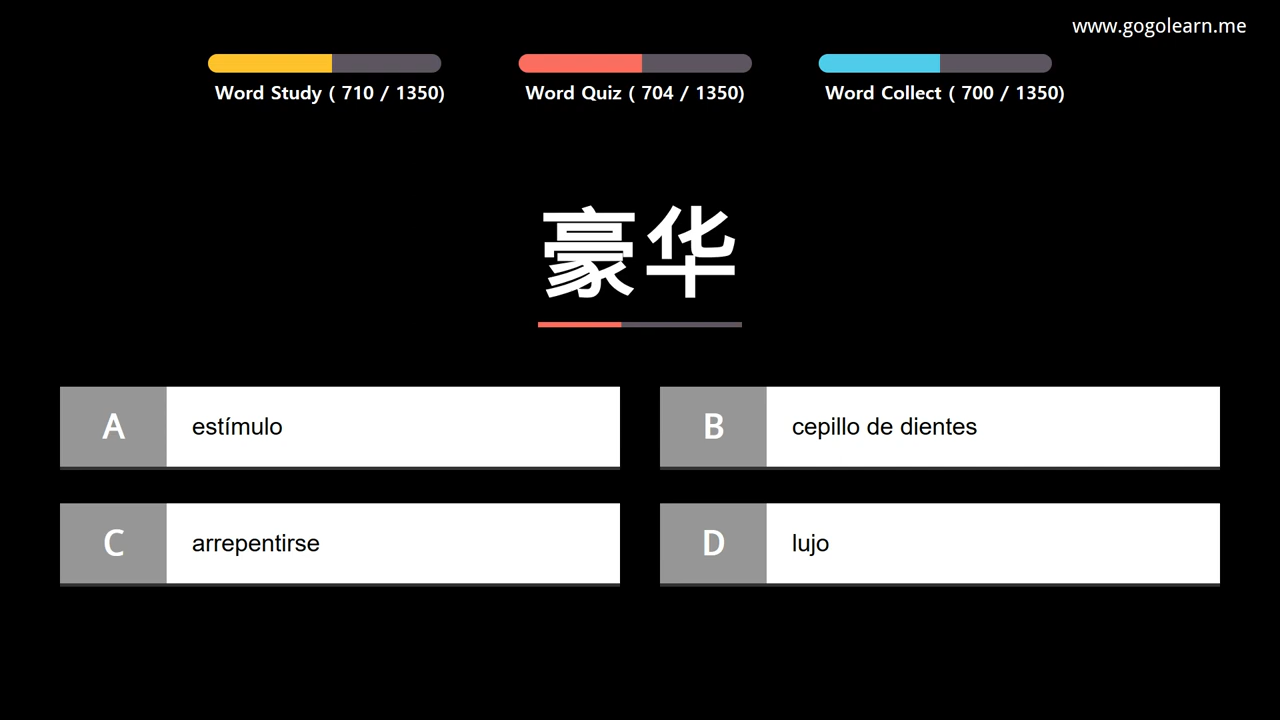 www.gogolearn.me
Word Study ( 710 / 1350)
Word Quiz ( 704 / 1350)
Word Collect ( 700 / 1350)
豪华
A estímulo
B cepillo de dientes
C arrepentirse
D lujo